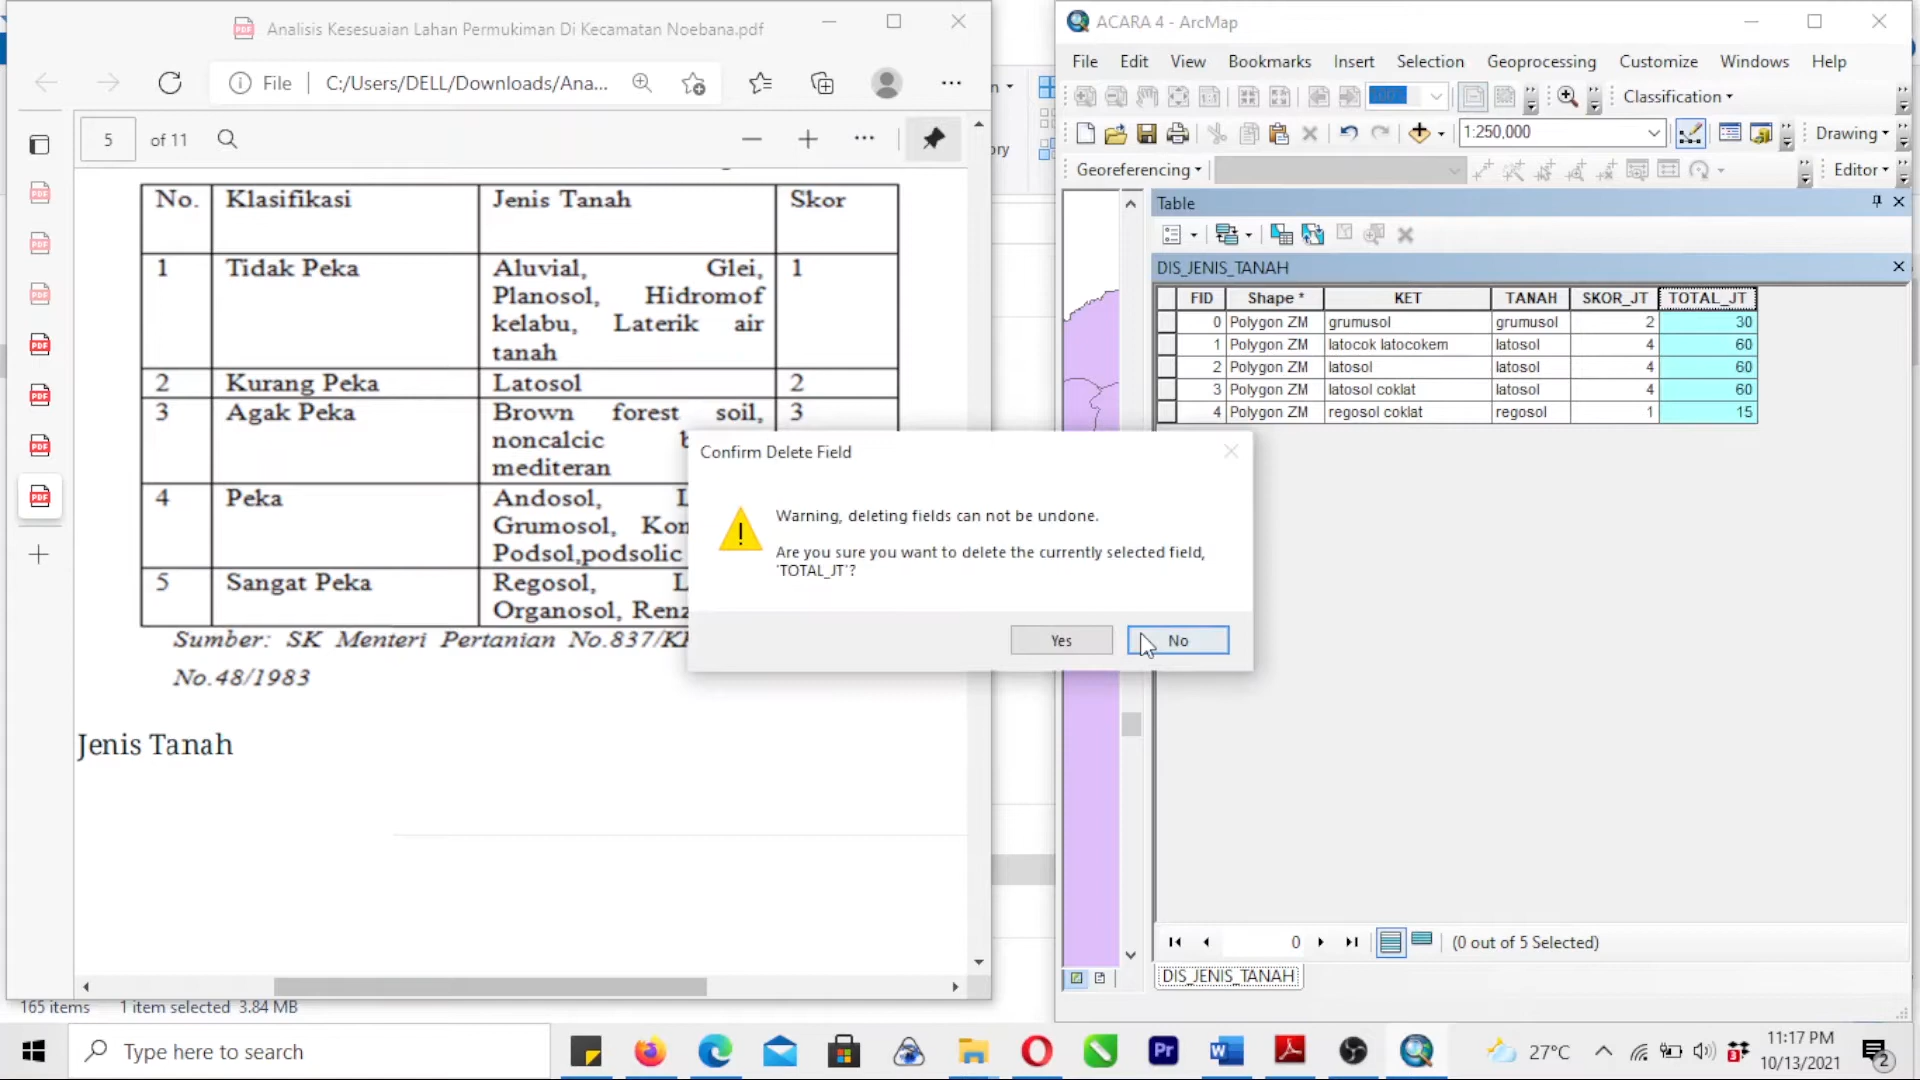 Analisis Kesesuaian Lahan Permukiman Di Kecamatan Noebana.pdf
File
C:/Users/DELL/Downloads/Ana...
5 of 11
No. Klasifikasi Jenis Tanah Skor
1 Tidak Peka Aluvial, Glei, 1
Planosol, Hidromof
kelabu, Laterik air
tanah
2 Kurang Peka Latosol 2
3 Agak Peka Brown forest soil, 3
noncalcic
mediteran
4 Peka Andosol,
Grumosol,
Podsol,podsolic
5 Sangat Peka Regosol,
Organosol,
Sumber: SK Menteri Pertanian No.837/
No.48/1983
Jenis Tanah
165 items 1 item selected 3.84 MB
ACARA 4 - ArcMap
File Edit View Bookmarks Insert Selection Geoprocessing Customize Windows Help
Classification
1:250,000
Drawing
Georeferencing
Editor
Table
DIS_JENIS_TANAH
FID Shape * KET TANAH SKOR_JT TOTAL_JT
0 Polygon ZM grumusol grumusol 2 30
1 Polygon ZM latocok latocokem latosol 4 60
2 Polygon ZM latosol latosol 4 60
3 Polygon ZM latosol coklat latosol 4 60
4 Polygon ZM regosol coklat regosol 1 15
Confirm Delete Field
Warning, deleting fields can not be undone.
Are you sure you want to delete the currently selected field,
'TOTAL_JT'?
Yes No
0 (0 out of 5 Selected)
DIS_JENIS_TANAH
Type here to search
Pr
27°C
11:17 PM
10/13/2021
2